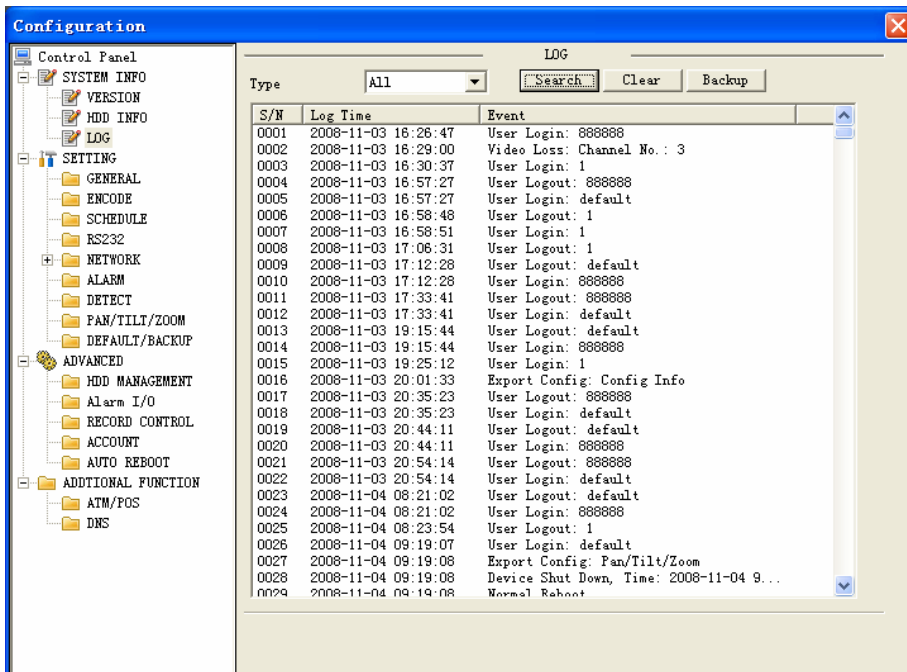 Configuration
Control Panel
SYSTEM INFO
VERSION
HDD INFO
LOG
SETTING
GENERAL
ENCODE
SCHEDULE
RS232
NETWORK
ALARM
DETECT
PAN/TILT/ZOOM
DEFAULT/BACKUP
ADVANCED
HDD MANAGEMENT
Alarm I/O
RECORD CONTROL
ACCOUNT
AUTO REBOOT
ADDTIONAL FUNCTION
ATM/POS
DNS
LOG
Type All Search Clear Backup
S/N Log Time Event
0001 2008-11-03 16:26:47 User Login: 888888
0002 2008-11-03 16:29:00 Video Loss: Channel No.: 3
0003 2008-11-03 16:30:37 User Login: 1
0004 2008-11-03 16:57:27 User Logout: 888888
0005 2008-11-03 16:57:27 User Login: default
0006 2008-11-03 16:58:48 User Logout: 1
0007 2008-11-03 16:58:51 User Login: 1
0008 2008-11-03 17:06:31 User Logout: 1
0009 2008-11-03 17:12:28 User Logout: default
0010 2008-11-03 17:12:28 User Login: 888888
0011 2008-11-03 17:33:41 User Logout: 888888
0012 2008-11-03 17:33:41 User Login: default
0013 2008-11-03 19:15:44 User Logout: default
0014 2008-11-03 19:15:44 User Login: 888888
0015 2008-11-03 19:25:12 User Login: 1
0016 2008-11-03 20:01:33 Export Config: Config Info
0017 2008-11-03 20:35:23 User Logout: 888888
0018 2008-11-03 20:35:23 User Login: default
0019 2008-11-03 20:44:11 User Logout: default
0020 2008-11-03 20:44:11 User Login: 888888
0021 2008-11-03 20:54:14 User Logout: 888888
0022 2008-11-03 20:54:14 User Login: default
0023 2008-11-04 08:21:02 User Logout: default
0024 2008-11-04 08:21:02 User Login: 888888
0025 2008-11-04 08:23:54 User Logout: 1
0026 2008-11-04 09:19:07 User Login: default
0027 2008-11-04 09:19:08 Export Config: Pan/Tilt/Zoom
0028 2008-11-04 09:19:08 Device Shut Down, Time: 2008-11-04 9...
0029 2008-11-04 09:19:08 Normal Reboot